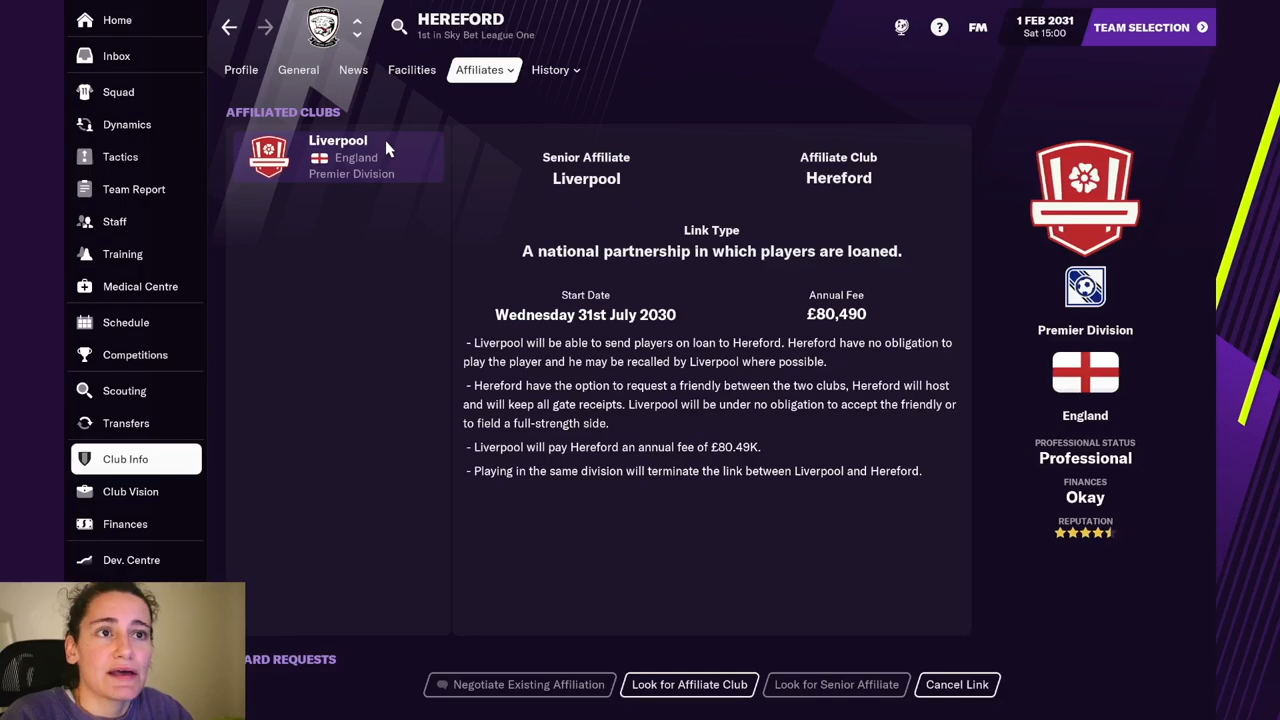 HEREFORD
1st in Sky Bet League One
FM
1 FEB 2031
Sat 15:00
TEAM SELECTION
Home
Inbox
Squad
Dynamics
Tactics
Team Report
Staff
Training
Medical Centre
Schedule
Competitions
Scouting
Transfers
Club Info
Club Vision
Finances
Dev. Centre
Profile
General
News
Facilities
Affiliates
History
AFFILIATED CLUBS
Liverpool
England
Premier Division
Senior Affiliate
Liverpool
Affiliate Club
Hereford
Link Type
A national partnership in which players are loaned.
Start Date
Wednesday 31st July 2030
Annual Fee
£80,490
- Liverpool will be able to send players on loan to Hereford. Hereford have no obligation to
play the player and he may be recalled by Liverpool where possible.
- Hereford have the option to request a friendly between the two clubs, Hereford will host
and will keep all gate receipts. Liverpool will be under no obligation to accept the friendly or
to field a full-strength side.
- Liverpool will pay Hereford an annual fee of £80.49K.
- Playing in the same division will terminate the link between Liverpool and Hereford.
Premier Division
England
PROFESSIONAL STATUS
Professional
FINANCES
Okay
REPUTATION
ARD REQUESTS
Negotiate Existing Affiliation
Look for Affiliate Club
Look for Senior Affiliate
Cancel Link